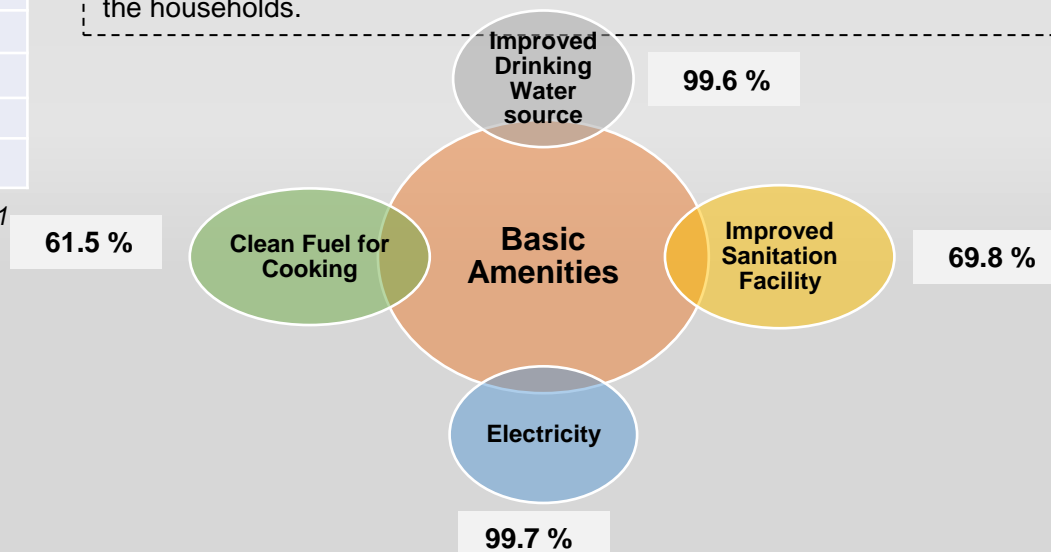 the households.
Improved
Drinking
Water
source
99.6 %
1
61.5 %
Clean Fuel for
Cooking
Basic
Amenities
Improved
Sanitation
Facility
69.8 %
Electricity
99.7 %